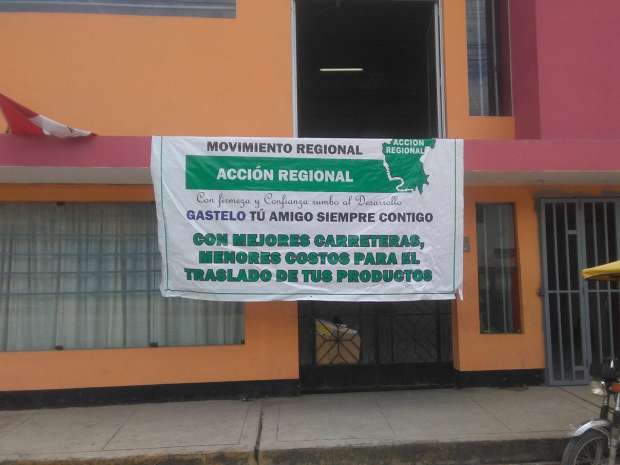 MOVIMIENTO REGIONAL
ACCIÓN REGIONAL
ACCIÓN
REGIONAL
Con firmeza y Confianza rumbo al Desarrollo
GASTELO TÚ AMIGO SIEMPRE CONTIGO
CON MEJORES CARRETERAS,
MENORES COSTOS PARA EL
TRASLADO DE TUS PRODUCTOS